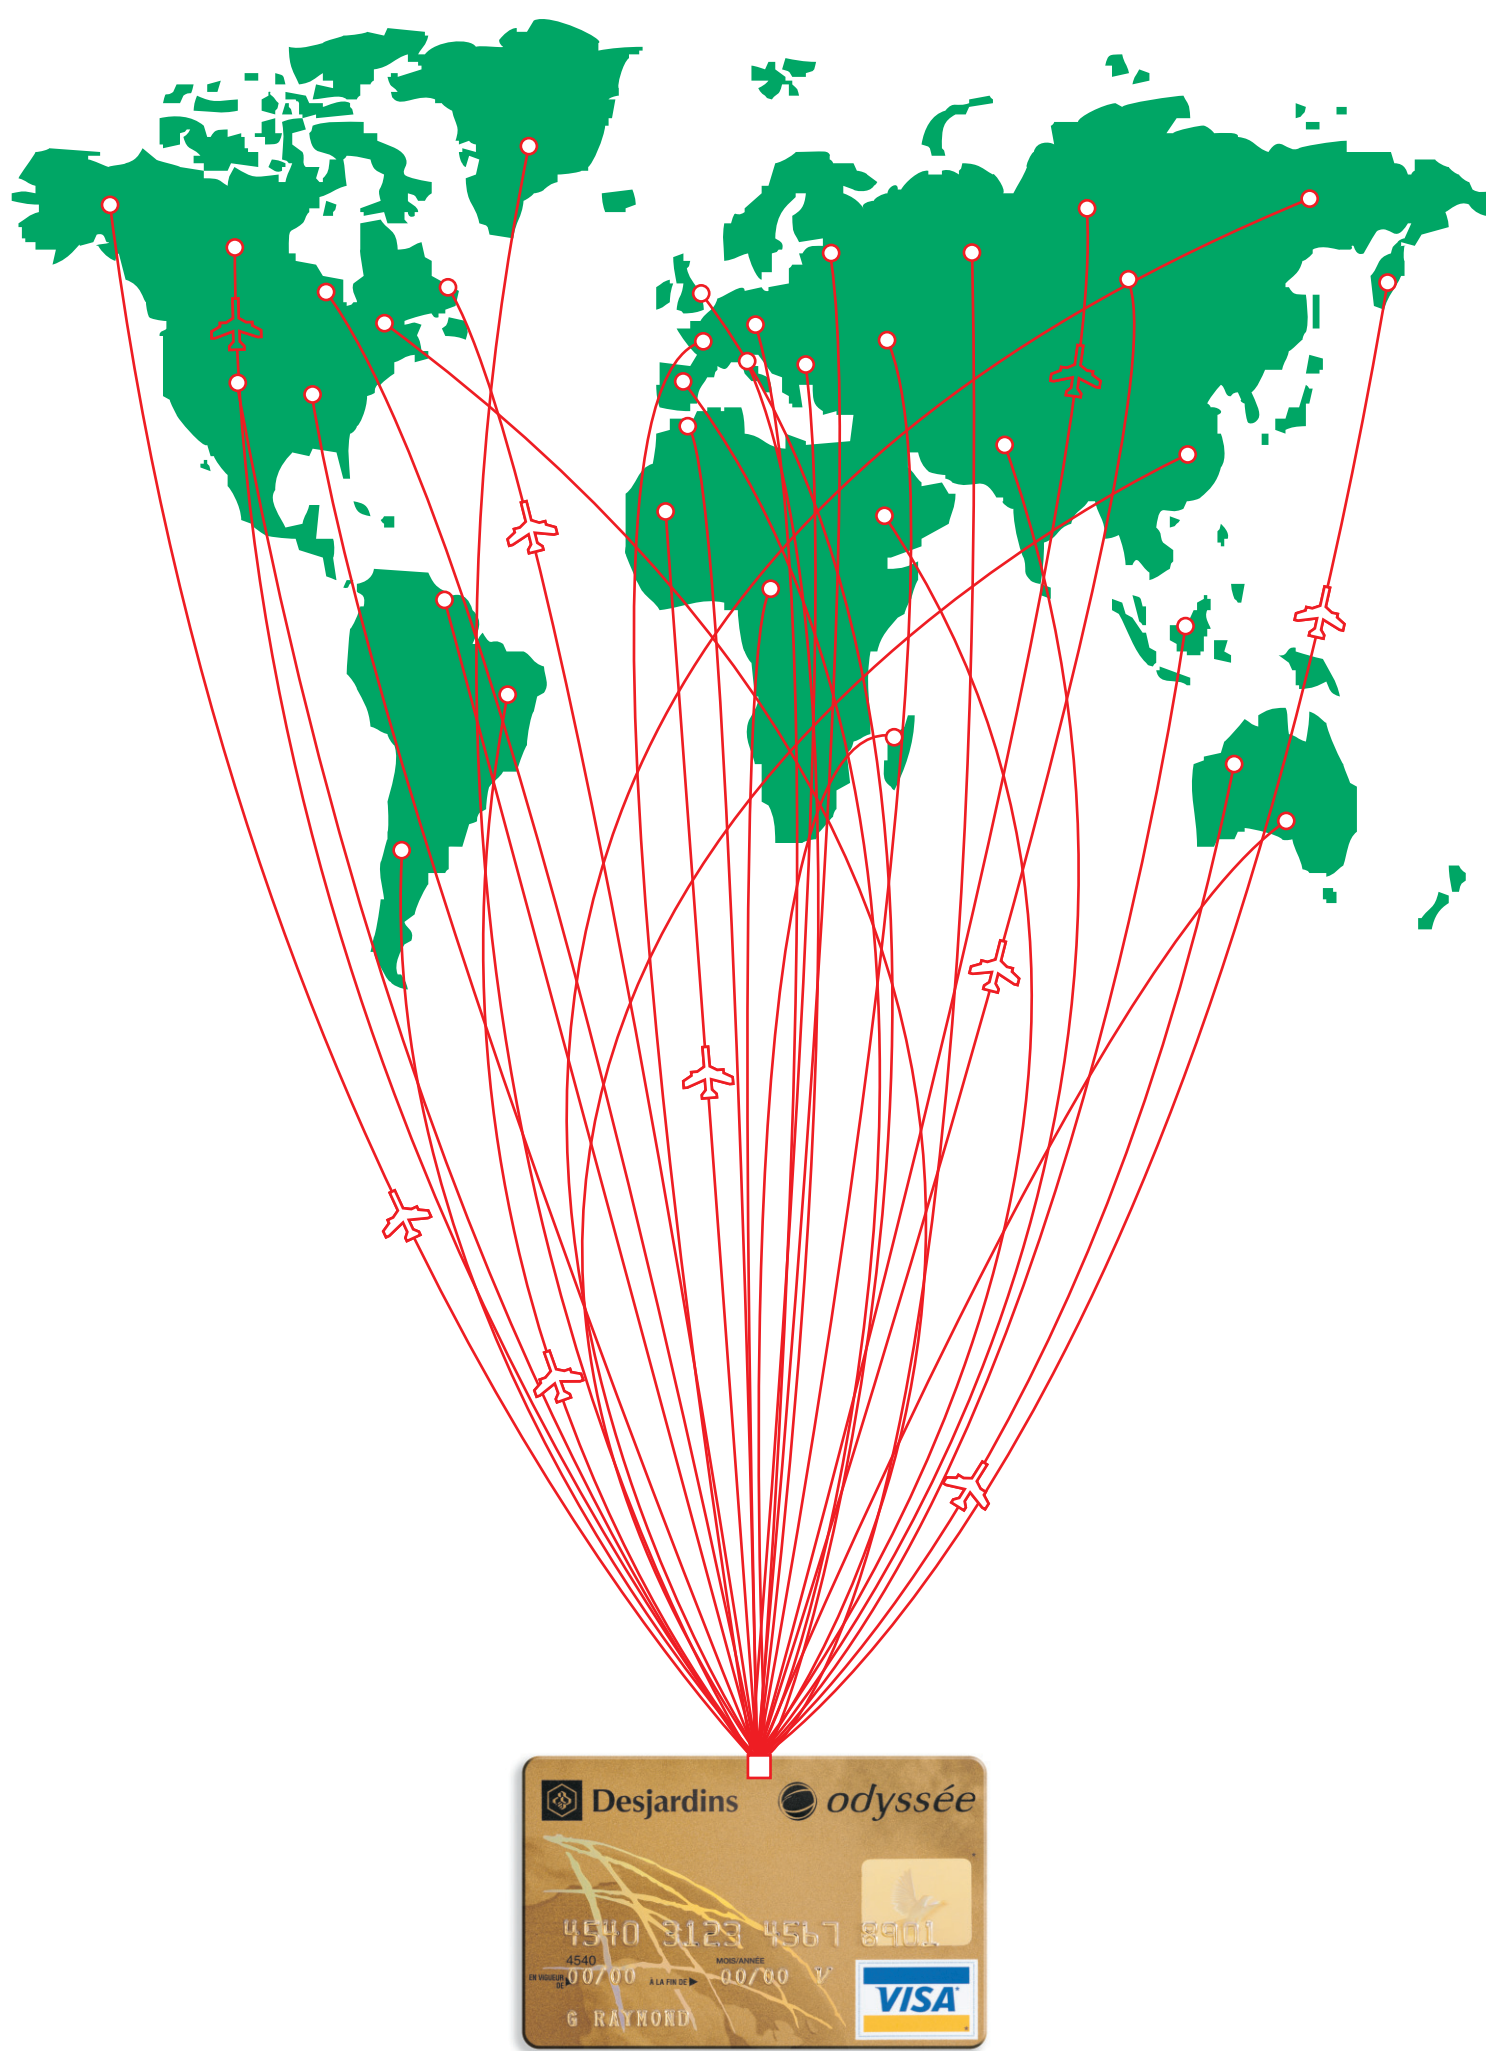 Desjardins odyssée
4540 3123 4567 8901
4540 MOIS/ANNÉE
EN VIGUEUR DE 00/00 À LA FIN DE 00/00 V
G RAYMOND
VISA